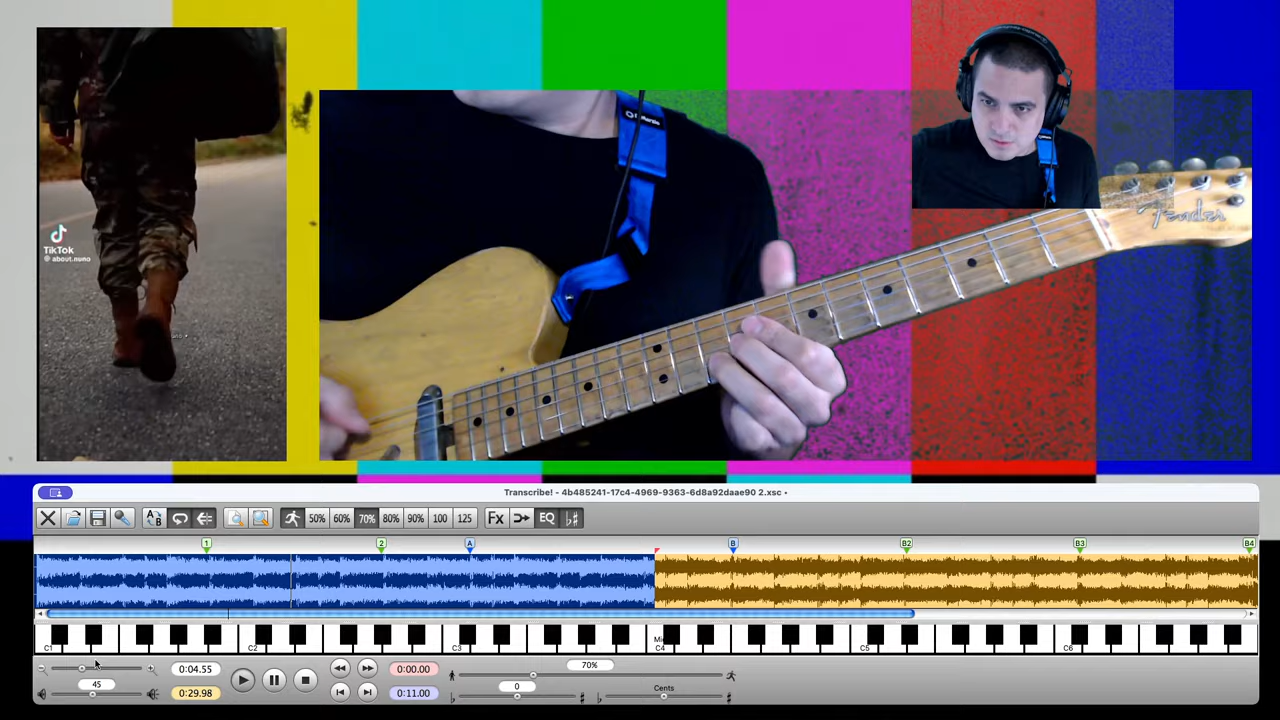 TikTok
@ about.nuno
Fender
Transcribe! - 4b485241-17c4-4969-9363-6d8a92daae90 2.xsc •
50% 60% 70% 80% 90% 100 125 Fx EQ
1 2 A B B2 B3 B4
C1 C2 C3 C4 C5 C6
0:04.55 0:00.00 70%
45
0:29.98 0:11.00 0 Cents